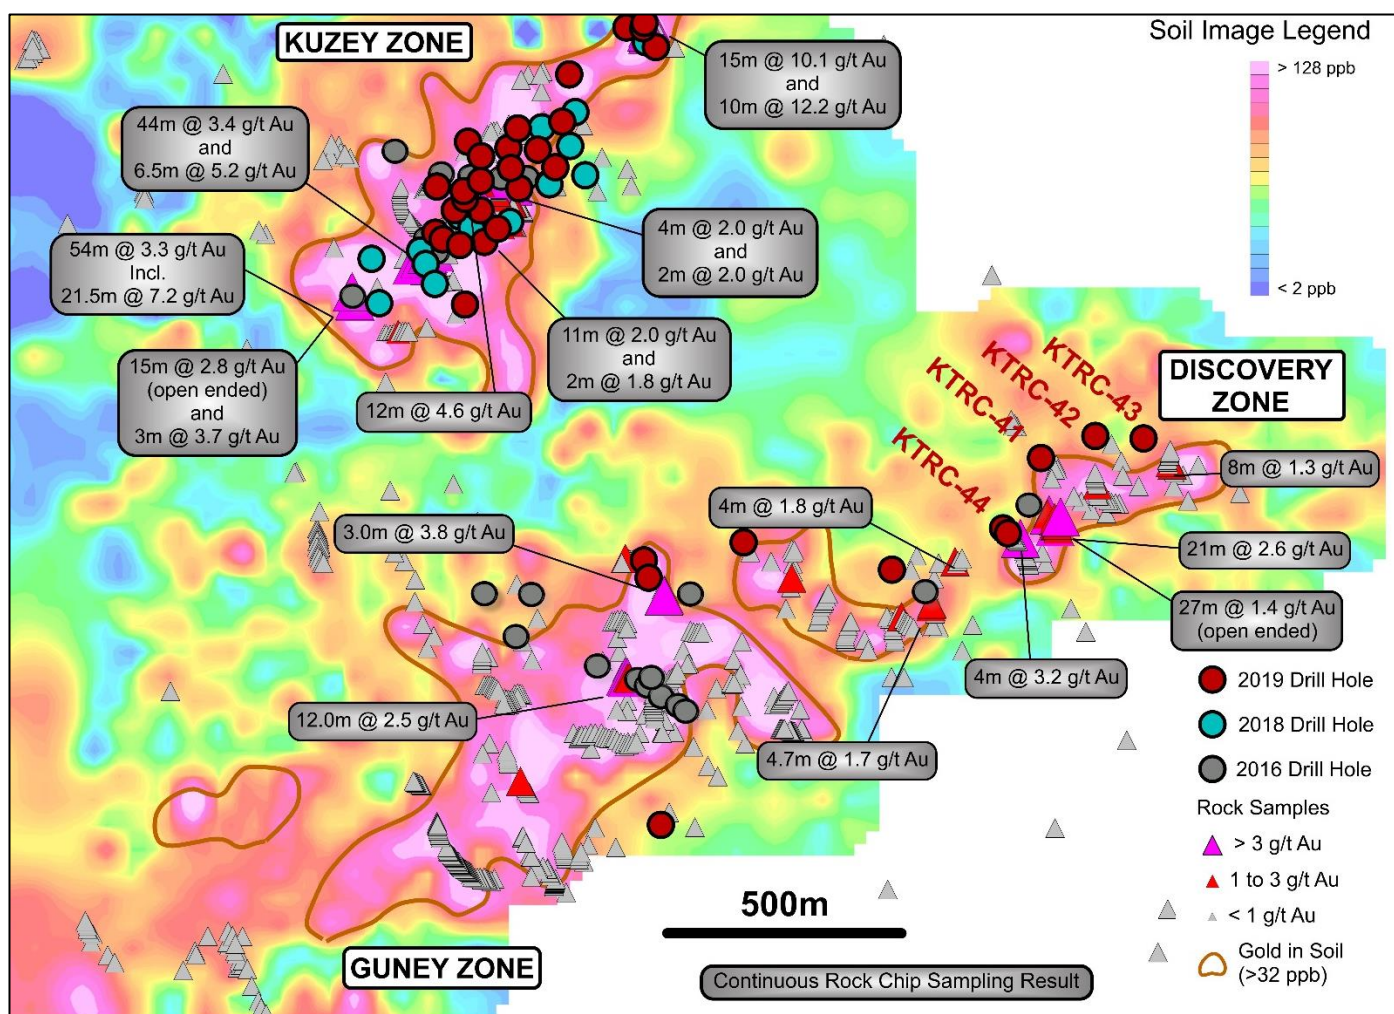 KUZEY ZONE
Soil Image Legend
> 128 ppb
< 2 ppb
15m @ 10.1 g/t Au
and
10m @ 12.2 g/t Au
44m @ 3.4 g/t Au
and
6.5m @ 5.2 g/t Au
4m @ 2.0 g/t Au
and
2m @ 2.0 g/t Au
54m @ 3.3 g/t Au
Incl.
21.5m @ 7.2 g/t Au
11m @ 2.0 g/t Au
and
2m @ 1.8 g/t Au
15m @ 2.8 g/t Au
(open ended)
and
3m @ 3.7 g/t Au
12m @ 4.6 g/t Au
DISCOVERY
ZONE
KTRC-43
KTRC-42
KTRC-41
KTRC-44
8m @ 1.3 g/t Au
4m @ 1.8 g/t Au
3.0m @ 3.8 g/t Au
21m @ 2.6 g/t Au
27m @ 1.4 g/t Au
(open ended)
4m @ 3.2 g/t Au
12.0m @ 2.5 g/t Au
4.7m @ 1.7 g/t Au
2019 Drill Hole
2018 Drill Hole
2016 Drill Hole
Rock Samples
> 3 g/t Au
1 to 3 g/t Au
< 1 g/t Au
Gold in Soil
(>32 ppb)
500m
GUNEY ZONE
Continuous Rock Chip Sampling Result